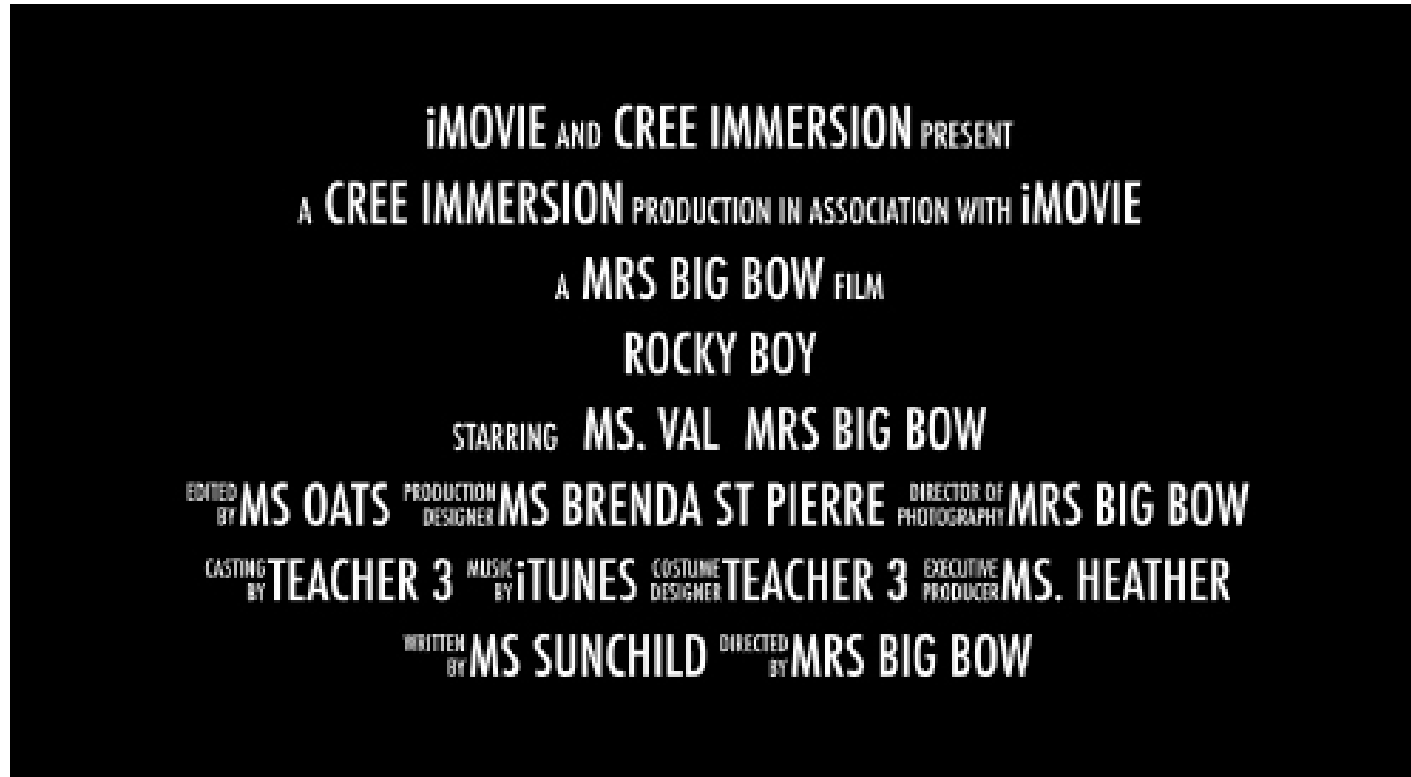 iMOVIE AND CREE IMMERSION PRESENT
A CREE IMMERSION PRODUCTION IN ASSOCIATION WITH iMOVIE
A MRS BIG BOW FILM
ROCKY BOY
STARRING MS. VAL MRS BIG BOW
EDITED BY MS OATS PRODUCTION DESIGNER MS BRENDA ST PIERRE DIRECTOR OF PHOTOGRAPHY MRS BIG BOW
CASTING BY TEACHER 3 MUSIC BY iTUNES COSTUME DESIGNER TEACHER 3 EXECUTIVE PRODUCER MS. HEATHER
WRITTEN BY MS SUNCHILD DIRECTED BY MRS BIG BOW